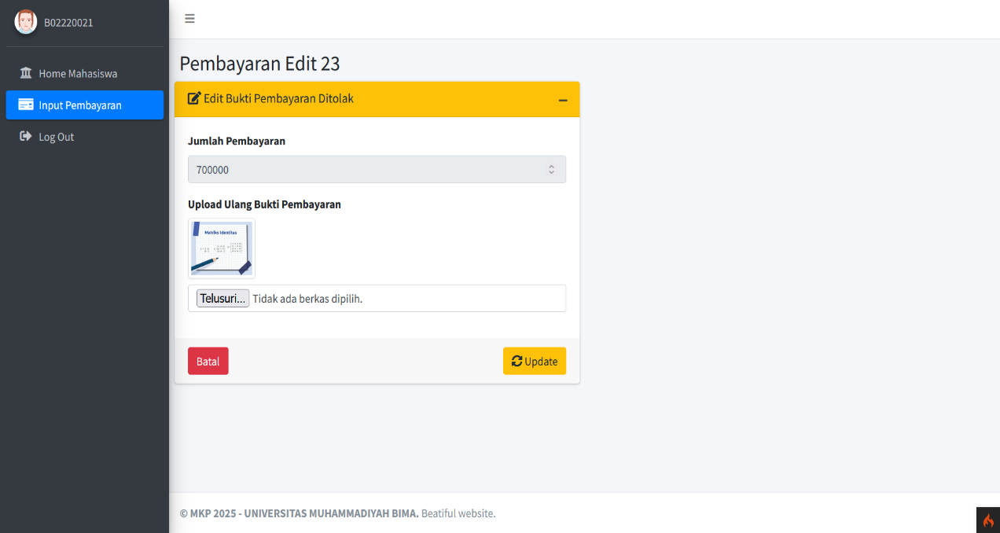 B02220021
Home Mahasiswa
Input Pembayaran
Log Out
Pembayaran Edit 23
Edit Bukti Pembayaran Ditolak
Jumlah Pembayaran
700000
Upload Ulang Bukti Pembayaran
Matriks Identitas
Telusuri... Tidak ada berkas dipilih.
Batal
Update
© MKP 2025 - UNIVERSITAS MUHAMMADIYAH BIMA. Beatiful website.